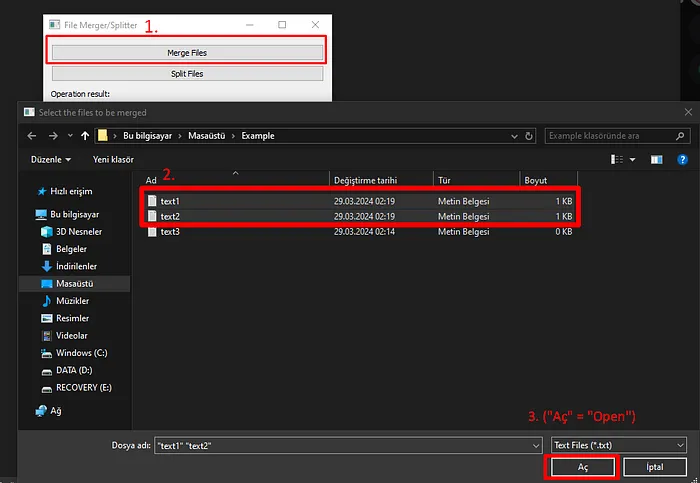 File Merger/Splitter
1.
Merge Files
Split Files
Operation result:
Select the files to be merged
Bu bilgisayar > Masaüstü > Example
Example klasöründe ara
Düzenle
Yeni klasör
2.
Ad Değiştirme tarihi Tür Boyut
text1 29.03.2024 02:19 Metin Belgesi 1 KB
text2 29.03.2024 02:19 Metin Belgesi 1 KB
text3 29.03.2024 02:14 Metin Belgesi 0 KB
Hızlı erişim
Bu bilgisayar
3D Nesneler
Belgeler
İndirilenler
Masaüstü
Müzikler
Resimler
Videolar
Windows (C:)
DATA (D:)
RECOVERY (E:)
Ağ
3. ("Aç" = "Open")
Dosya adı: "text1" "text2"
Text Files (*.txt)
Aç
İptal